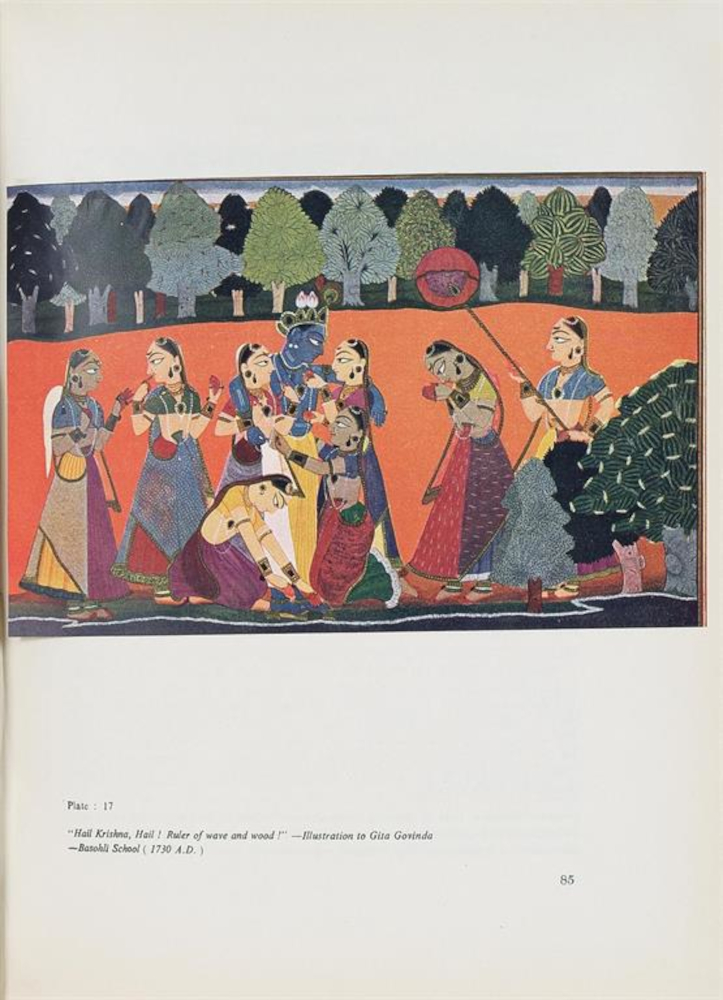 Plate : 17
"Hail Krishna, Hail ! Ruler of wave and wood !" —Illustration to Gita Govinda
—Basohli School ( 1730 A.D. )
85